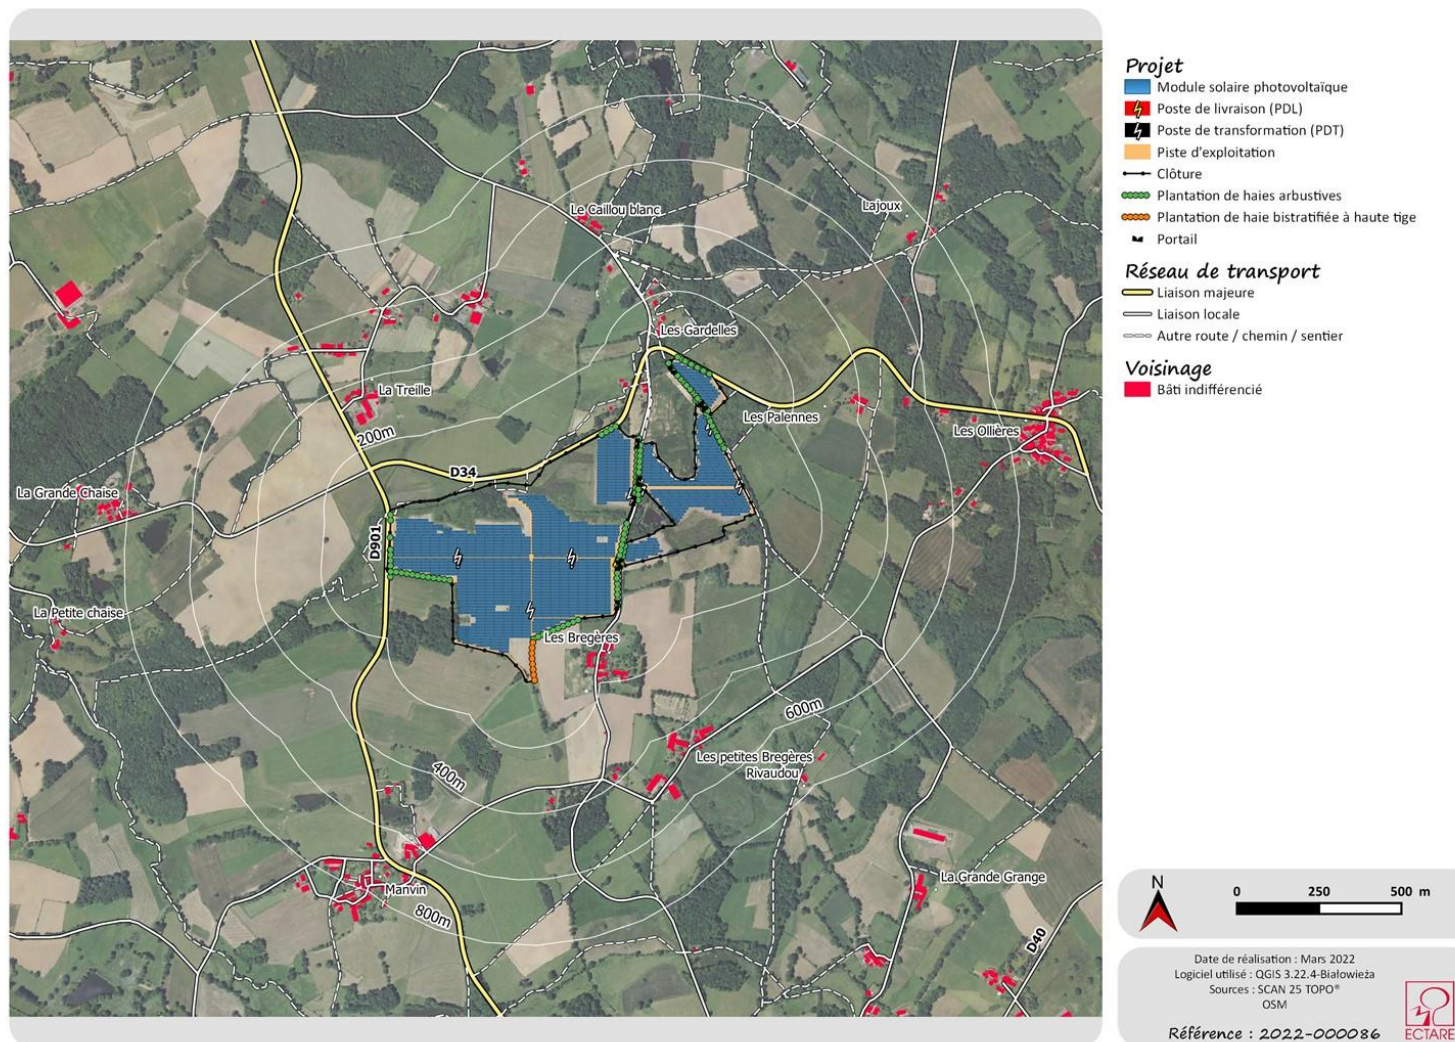 Le Caillou blanc
Lajoux
Les Gardelles
La Treille
Les Palennes
Les Ollières
200m
D34
La Grande Chaise
D901
La Petite chaise
Les Bregères
600m
Les petites Bregères
Rivaudou
400m
La Grande Grange
Manvin
800m
D40
Projet
Module solaire photovoltaïque
Poste de livraison (PDL)
Poste de transformation (PDT)
Piste d'exploitation
Clôture
Plantation de haies arbustives
Plantation de haie bistratifiée à haute tige
Portail
Réseau de transport
Liaison majeure
Liaison locale
Autre route / chemin / sentier
Voisinage
Bâti indifférencié
N
0 250 500 m
Date de réalisation : Mars 2022
Logiciel utilisé : QGIS 3.22.4-Białowieża
Sources : SCAN 25 TOPO®
OSM
Référence : 2022-000086
ECTARE